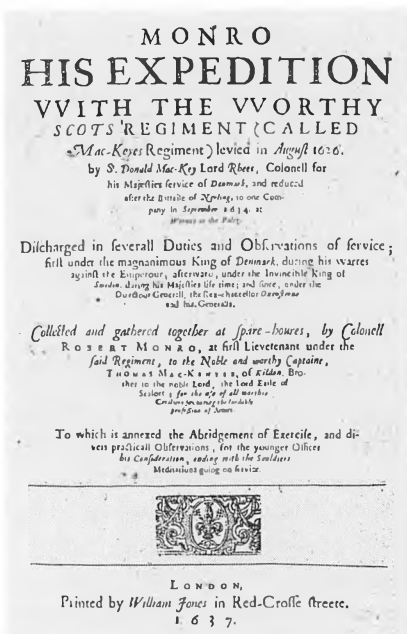 MONRO
HIS EXPEDITION
VVITH THE VVORTHY
SCOTS REGIMENT (CALLED
Mac-Keyes Regiment) levied in August 1626.
by Sr. Donald Mac-Key Lord Rhees, Colonell for
his Majesties service of Denmark, and reduced
after the Battaile of Nerling, to one Com-
pany in September 1634. at
Wormes in the Paltz.
Discharged in severall Duties and Observations of service;
first under the magnanimous King of Denmark, during his warres
against the Emperour, afterward, under the Invincible King of
Sweden, during his Majesties life time; and since, under the
Directour Generall, the Rex-chancellor Oxensterne
and his Generalls.
Collected and gathered together at spare-houres, by Colonell
ROBERT MONRO, at first Lievetenant under the
said Regiment, to the Noble and worthy Captaine,
THOMAS MAC-KENYEE, of Kildon, Bro-
ther to the noble Lord, the Lord Earle of
Seafort; for the use of all worthie
Cavaliers favouring the laudable
profession of Armes.
To which is annexed the Abridgement of Exercise, and di-
vers practicall Observations, for the younger Officer
his Consideration, ending with the Souldiers
Meditations going on service.
LONDON,
Printed by William Jones in Red-Crosse streete.
1637.